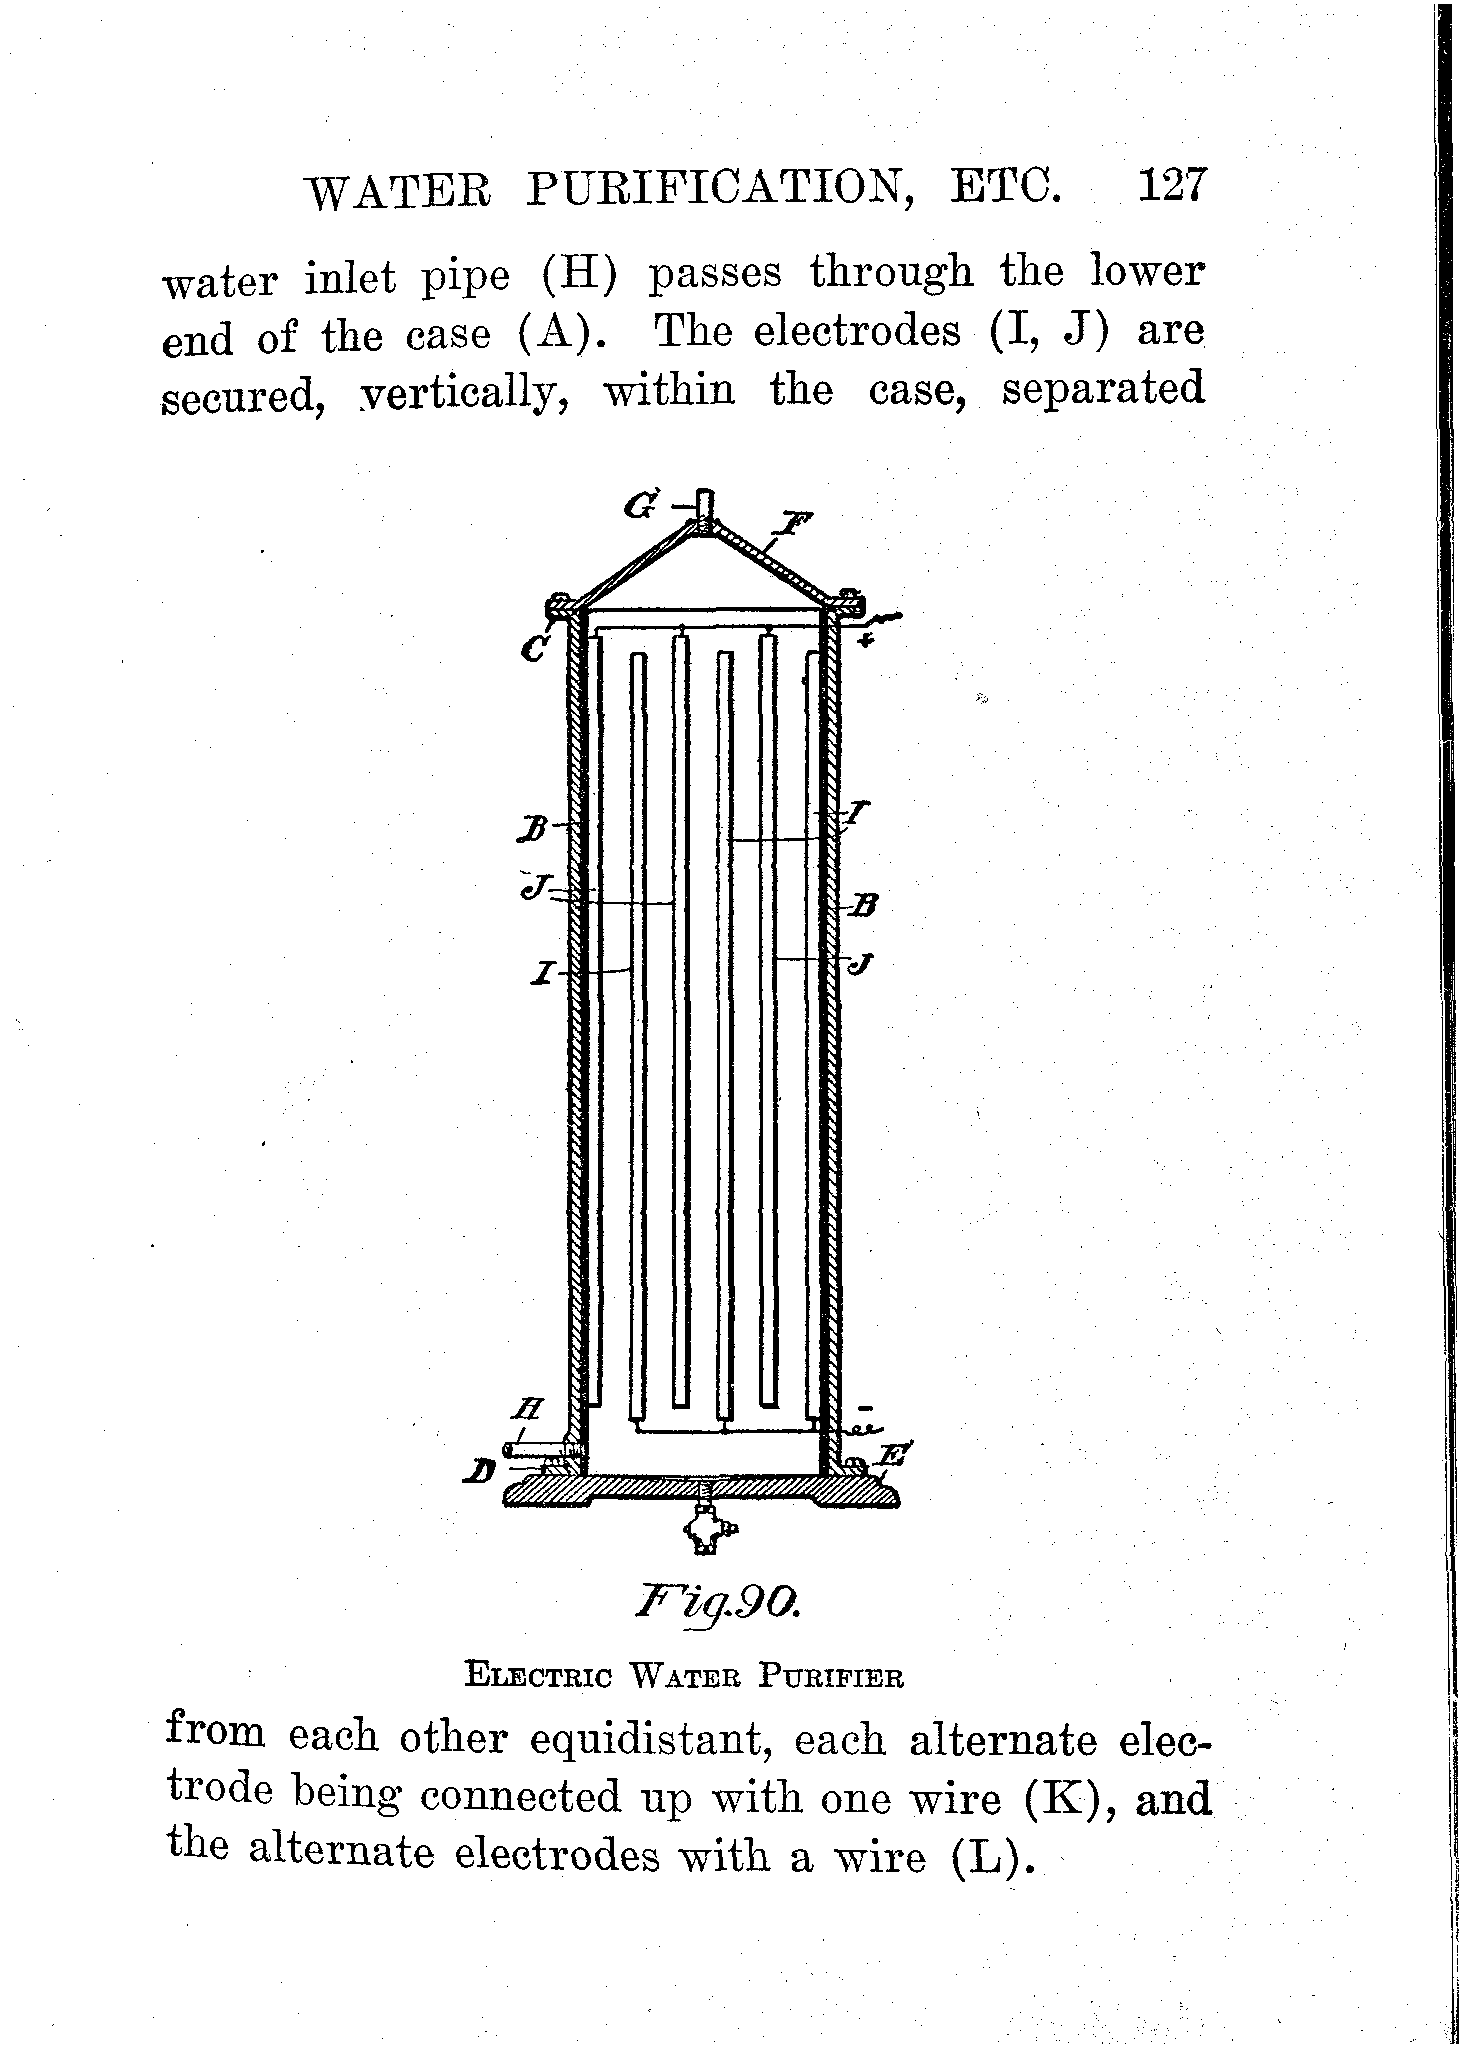 WATER PURIFICATION, ETC. 127
water inlet pipe (H) passes through the lower
end of the case (A). The electrodes (I, J) are
secured, vertically, within the case, separated
G
F
C
+
B
I
J
B
I
J
H
-
D
E
Fig. 90.
ELECTRIC WATER PURIFIER
from each other equidistant, each alternate elec-
trode being connected up with one wire (K), and
the alternate electrodes with a wire (L).